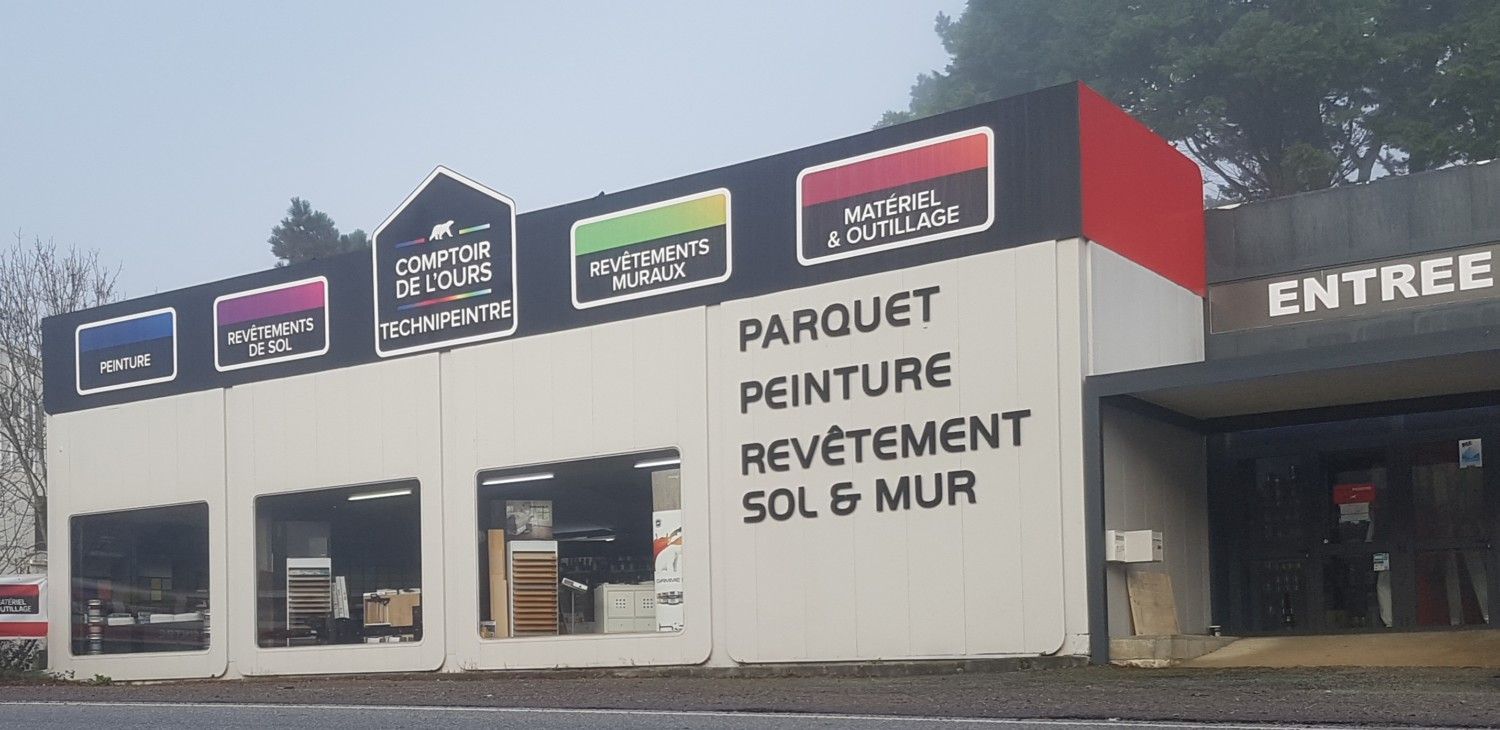 PEINTURE
REVÊTEMENTS
DE SOL
COMPTOIR
DE L'OURS
TECHNIPEINTRE
REVÊTEMENTS
MURAUX
MATÉRIEL
& OUTILLAGE
PARQUET
PEINTURE
REVÊTEMENT
SOL & MUR
ENTREE
MATÉRIEL
OUTILLAGE
GAMME